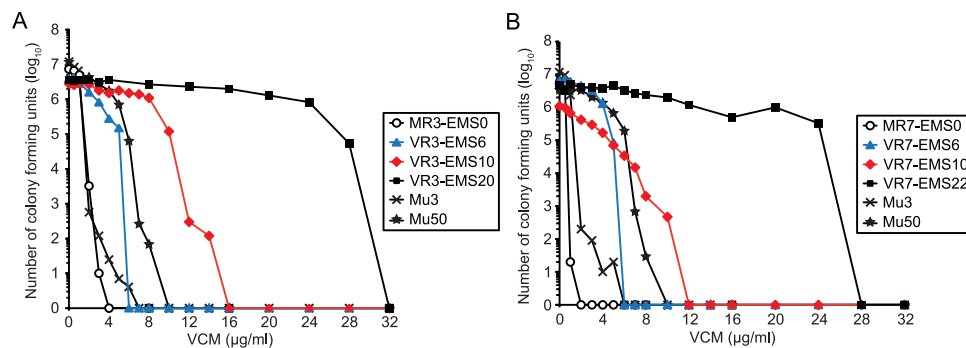 A
Number of colony forming units (log10)
8
7
6
5
4
3
2
1
0
0 4 8 12 16 20 24 28 32
VCM (µg/ml)
MR3-EMS0
VR3-EMS6
VR3-EMS10
VR3-EMS20
Mu3
Mu50
B
Number of colony forming units (log10)
8
7
6
5
4
3
2
1
0
0 4 8 12 16 20 24 28 32
VCM (µg/ml)
MR7-EMS0
VR7-EMS6
VR7-EMS10
VR7-EMS22
Mu3
Mu50